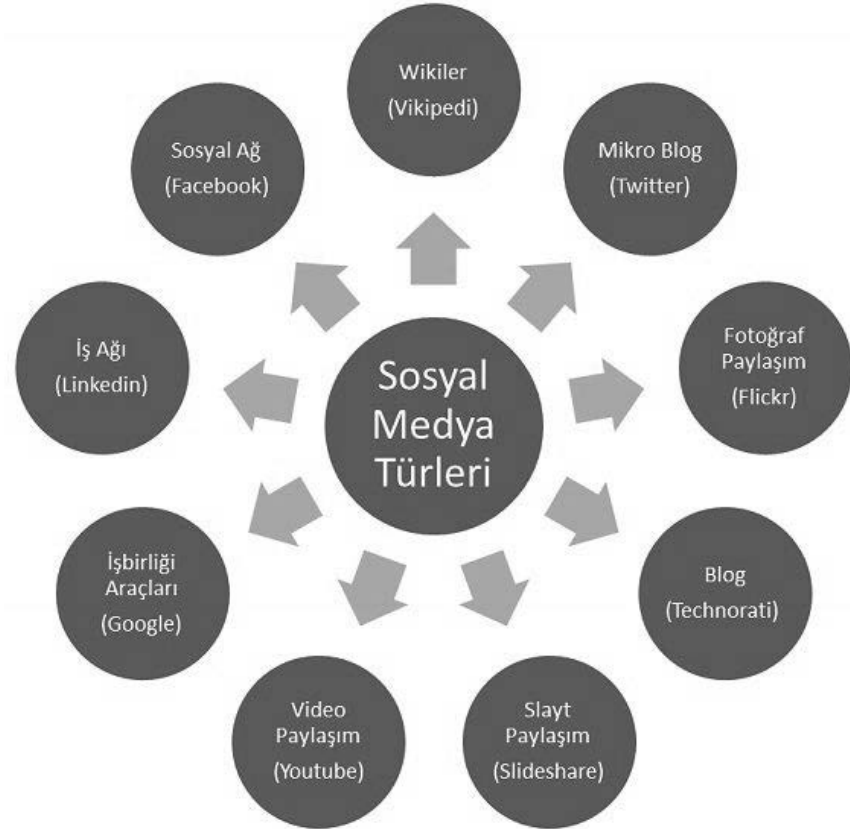 Wikiler
(Vikipedi)
Mikro Blog
(Twitter)
Fotoğraf
Paylaşım
(Flickr)
Blog
(Technorati)
Slayt
Paylaşım
(Slideshare)
Video
Paylaşım
(Youtube)
İşbirliği
Araçları
(Google)
İş Ağı
(Linkedin)
Sosyal Ağ
(Facebook)
Sosyal
Medya
Türleri